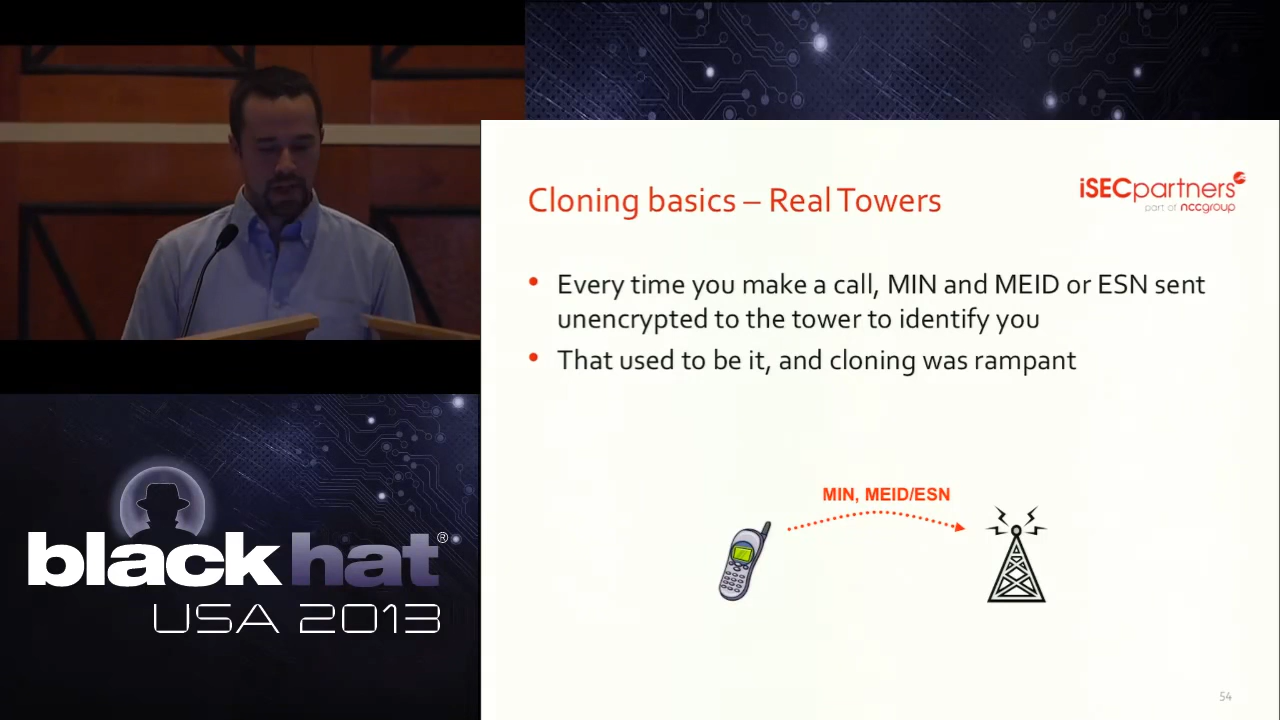 Cloning basics – Real Towers
iSECpartners
part of nccgroup
• Every time you make a call, MIN and MEID or ESN sent
unencrypted to the tower to identify you
• That used to be it, and cloning was rampant
MIN, MEID/ESN
black hat®
USA 2013
54